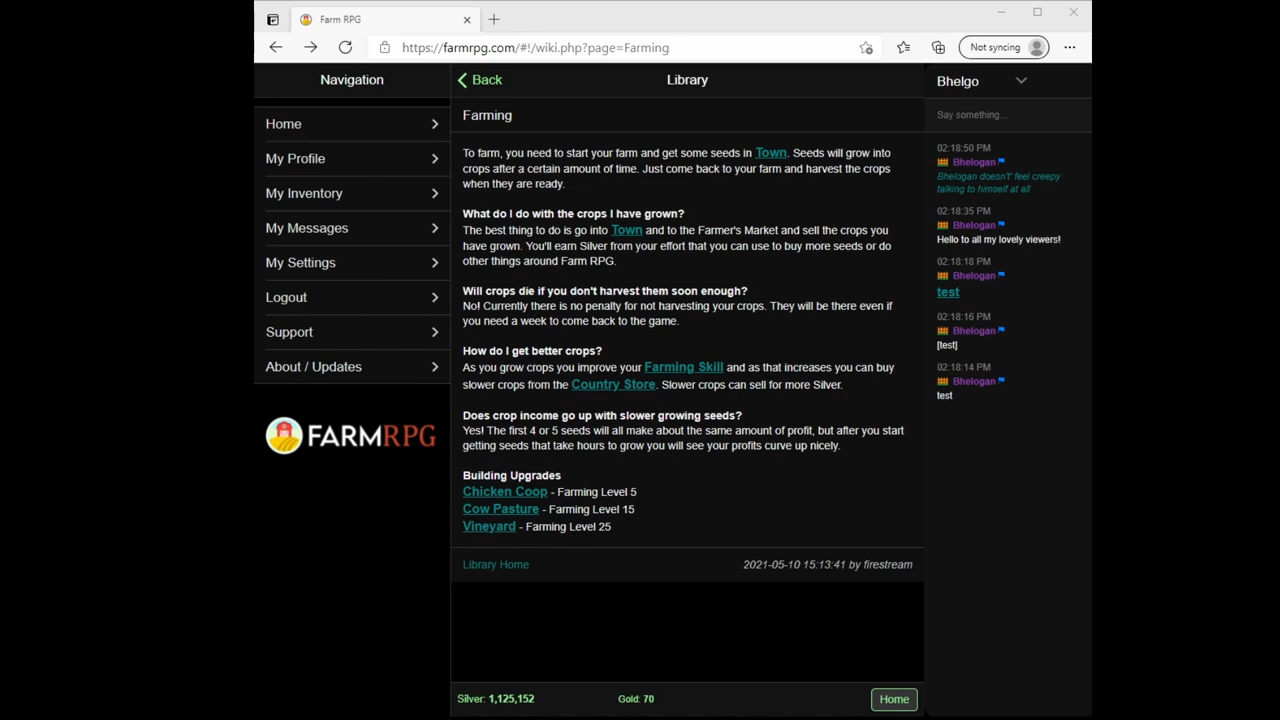 Farm RPG
https://farmrpg.com/#!/wiki.php?page=Farming
Not syncing
Navigation
Home
My Profile
My Inventory
My Messages
My Settings
Logout
Support
About / Updates
FARMRPG
Back
Library
Farming
To farm, you need to start your farm and get some seeds in Town. Seeds will grow into
crops after a certain amount of time. Just come back to your farm and harvest the crops
when they are ready.
What do I do with the crops I have grown?
The best thing to do is go into Town and to the Farmer's Market and sell the crops you
have grown. You'll earn Silver from your effort that you can use to buy more seeds or do
other things around Farm RPG.
Will crops die if you don't harvest them soon enough?
No! Currently there is no penalty for not harvesting your crops. They will be there even if
you need a week to come back to the game.
How do I get better crops?
As you grow crops you improve your Farming Skill and as that increases you can buy
slower crops from the Country Store. Slower crops can sell for more Silver.
Does crop income go up with slower growing seeds?
Yes! The first 4 or 5 seeds will all make about the same amount of profit, but after you start
getting seeds that take hours to grow you will see your profits curve up nicely.
Building Upgrades
Chicken Coop - Farming Level 5
Cow Pasture - Farming Level 15
Vineyard - Farming Level 25
Library Home
2021-05-10 15:13:41 by firestream
Silver: 1,125,152
Gold: 70
Home
Bhelgo
Say something...
02:18:50 PM
Bhelogan
Bhelogan doesn't' feel creepy
talking to himself at all
02:18:35 PM
Bhelogan
Hello to all my lovely viewers!
02:18:18 PM
Bhelogan
test
02:18:16 PM
Bhelogan
[test]
02:18:14 PM
Bhelogan
test